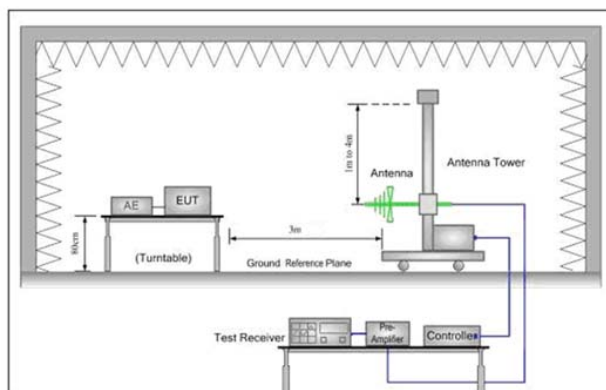 1m to 4m
Antenna
Antenna Tower
AE
EUT
80cm
(Turntable)
3m
Ground Reference Plane
Test Receiver
Pre-
Amplifier
Controller